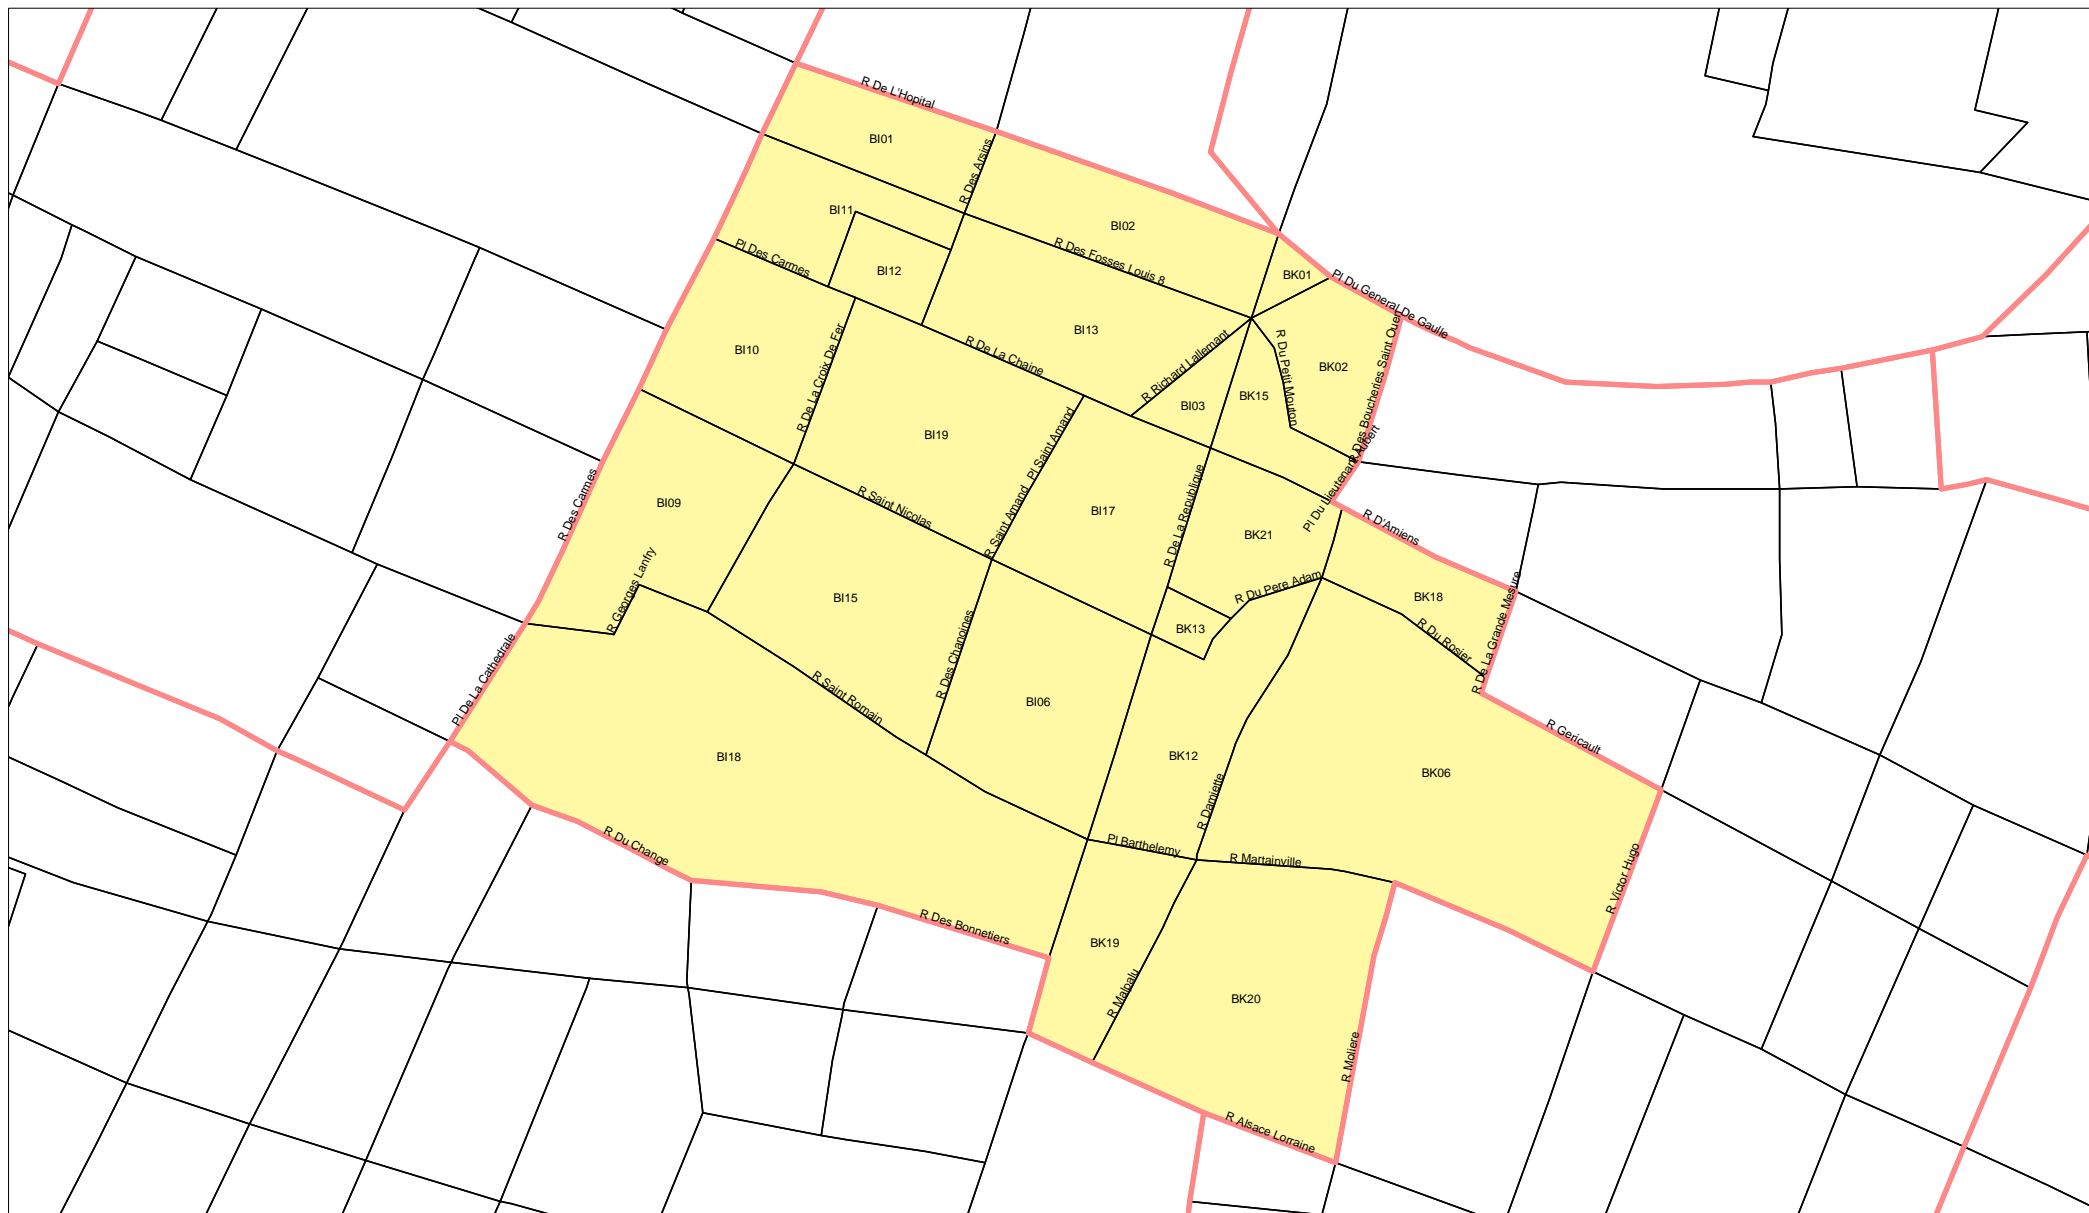 R De L'Hopital
BI01
R Des Arsins
BI11
BI02
R Des Fosses Louis 8
Pl Des Carmes
BI12
BK01
Pl Du General De Gaulle
BI10
R De La Croix De Fer
BI13
R De La Chaine
R Richard Lallemant
R Du Petit Mouton
BK02
R Des Boucheries Saint Ouen
BI03
BK15
BI19
Pl Saint Amand
R Des Carmes
BI09
R Saint Nicolas
R Saint Amand
BI17
R De La Republique
BK21
Pl Du Lieutenant Aubert
R D'Amiens
R Georges Lanfry
BI15
R Du Pere Adam
BK18
R Du Rosier
R De La Grande Mesure
BK13
Pl De La Cathedrale
R Des Chanoines
R Saint Romain
BI06
R Gericault
BI18
BK12
R Damiette
BK06
R Du Change
Pl Barthelemy
R Martainville
R Victor Hugo
R Des Bonnetiers
BK19
R Malpalu
BK20
R Moliere
R Alsace Lorraine